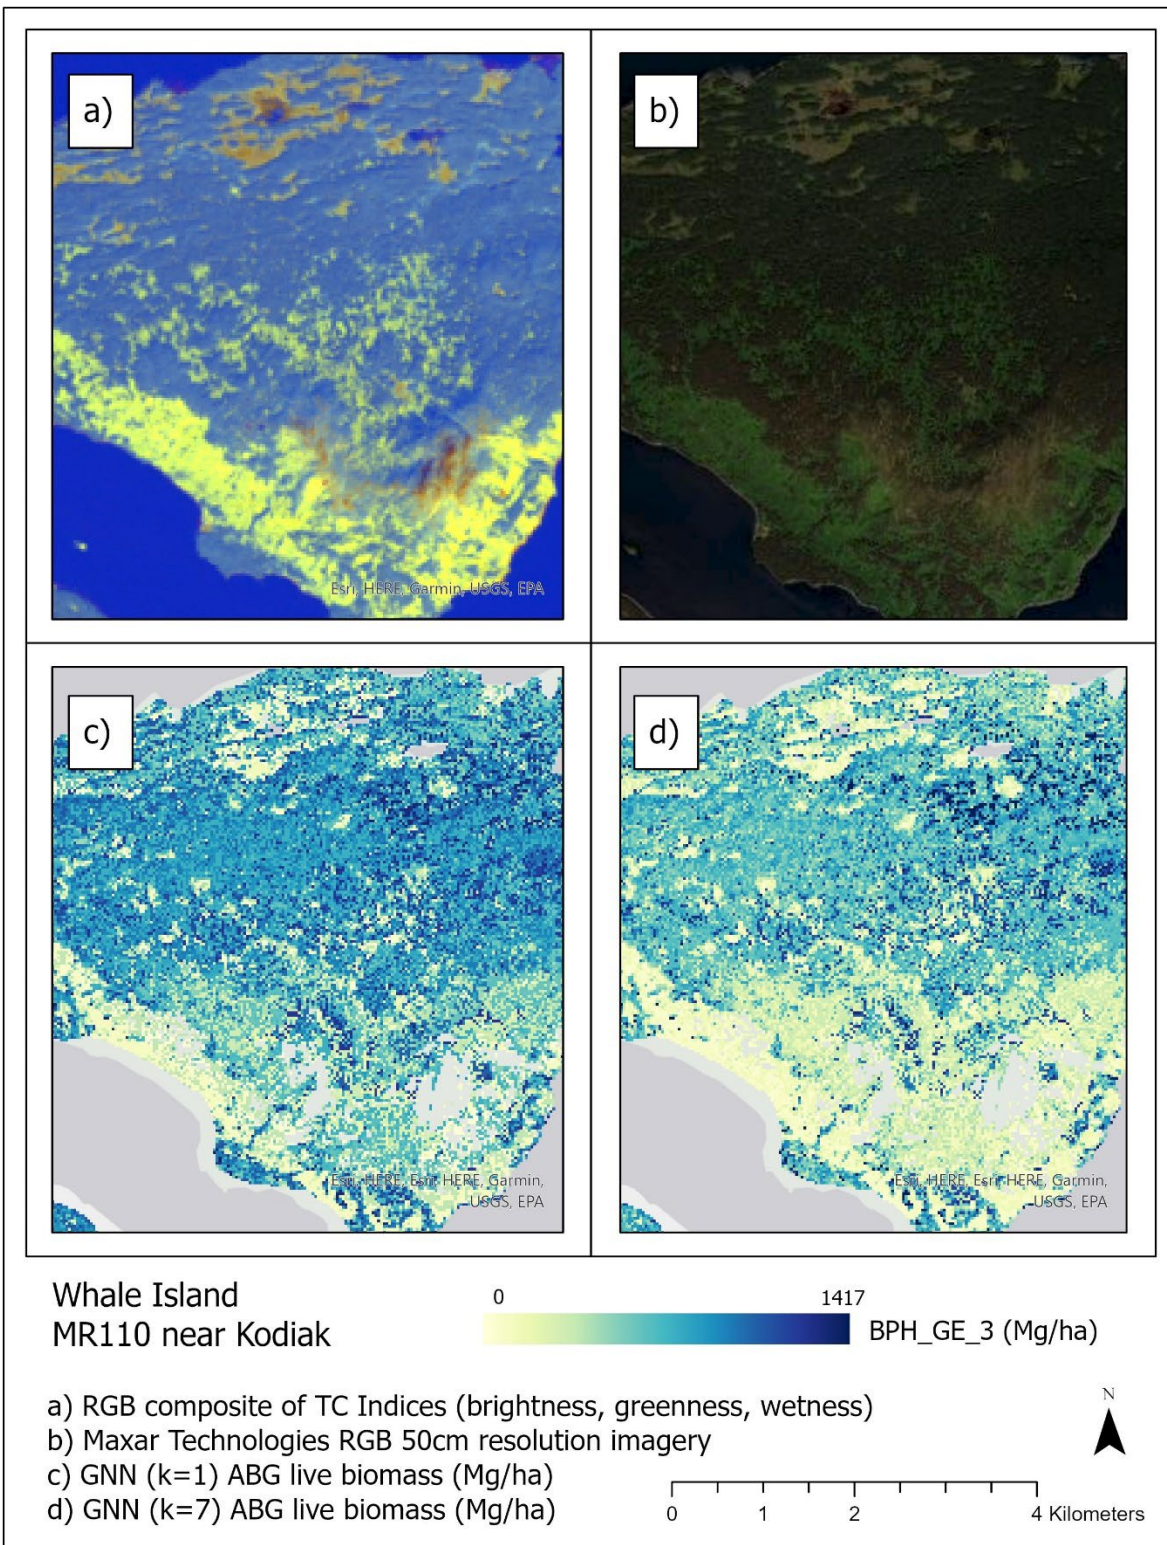 a)
b)
Esri, HERE, Garmin, USGS, EPA
c)
d)
Esri, HERE, Esri, HERE, Garmin,
USGS, EPA
Esri, HERE, Esri, HERE, Garmin,
USGS, EPA
Whale Island
MR110 near Kodiak
0 1417
BPH_GE_3 (Mg/ha)
a) RGB composite of TC Indices (brightness, greenness, wetness)
b) Maxar Technologies RGB 50cm resolution imagery
c) GNN (k=1) ABG live biomass (Mg/ha)
d) GNN (k=7) ABG live biomass (Mg/ha)
N
0 1 2 4 Kilometers